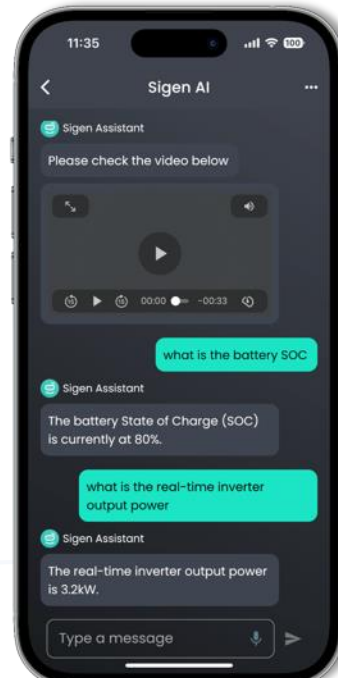 11:35
100
Sigen AI
Sigen Assistant
Please check the video below
15
15
00:00
-00:33
what is the battery SOC
Sigen Assistant
The battery State of Charge (SOC)
is currently at 80%.
what is the real-time inverter
output power
Sigen Assistant
The real-time inverter output power
is 3.2kW.
Type a message